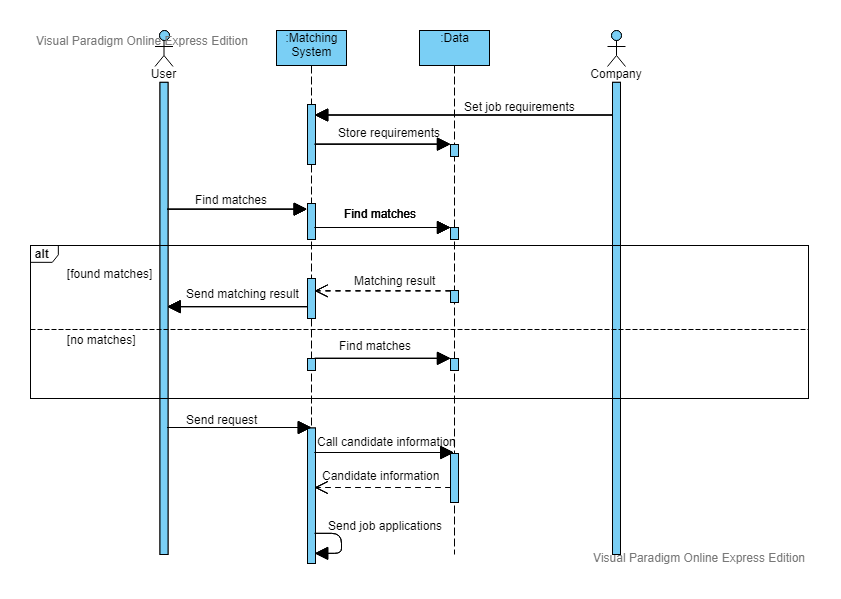 Visual Paradigm Online Express Edition
:Matching
System
:Data
User
Company
Set job requirements
Store requirements
Find matches
Find matches
alt
[found matches]
Matching result
Send matching result
[no matches]
Find matches
Send request
Call candidate information
Candidate information
Send job applications
Visual Paradigm Online Express Edition